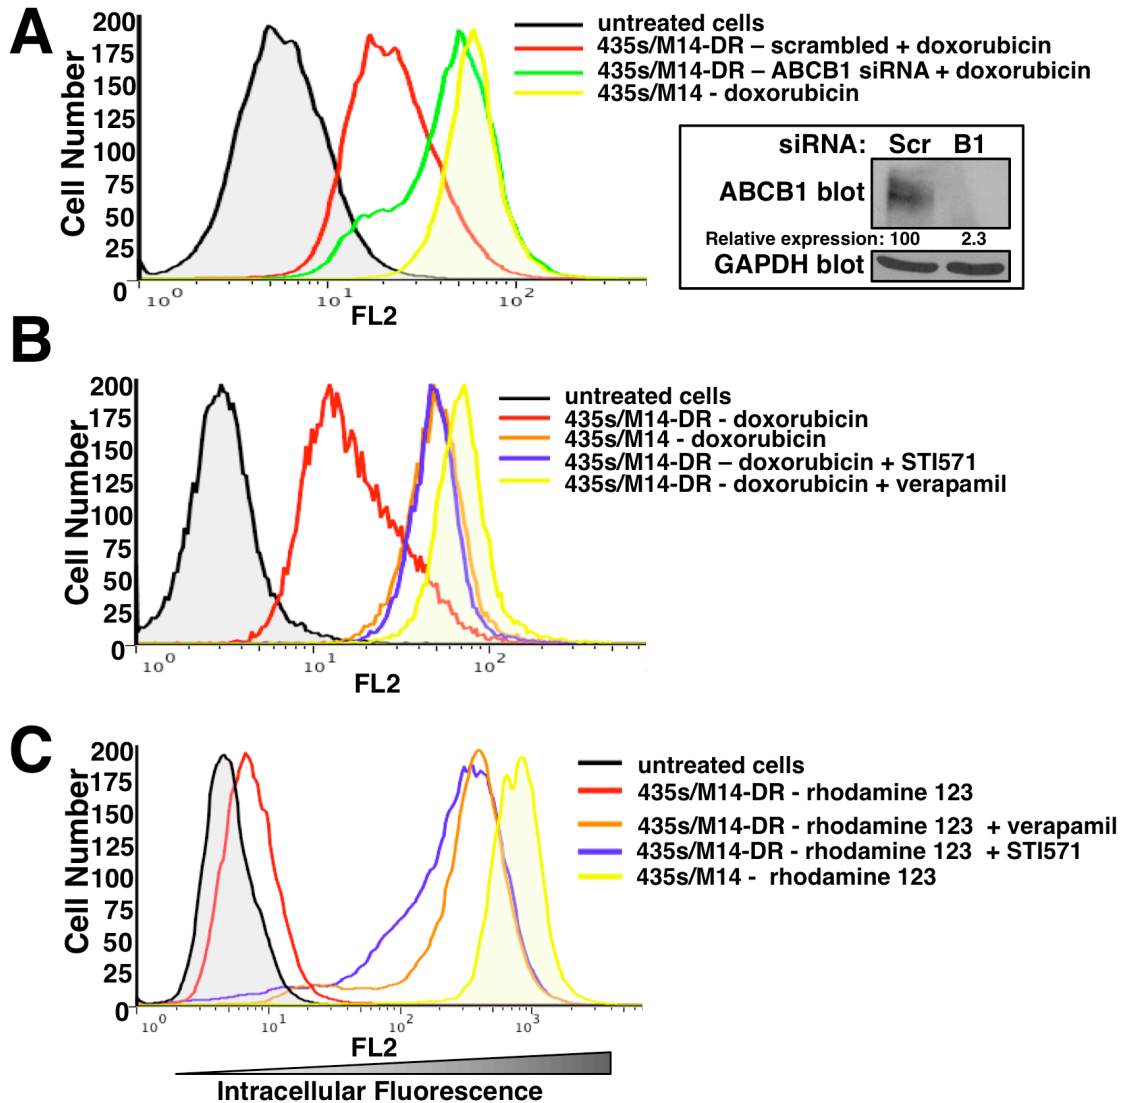 A
200
175
150
125
100
75
50
25
0
Cell Number
10⁰
10¹
10²
FL2
untreated cells
435s/M14-DR – scrambled + doxorubicin
435s/M14-DR – ABCB1 siRNA + doxorubicin
435s/M14 - doxorubicin
siRNA: Scr B1
ABCB1 blot
Relative expression: 100 2.3
GAPDH blot
B
200
175
150
125
100
75
50
25
0
Cell Number
10⁰
10¹
10²
FL2
untreated cells
435s/M14-DR - doxorubicin
435s/M14 - doxorubicin
435s/M14-DR – doxorubicin + STI571
435s/M14-DR - doxorubicin + verapamil
C
200
175
150
125
100
75
50
25
0
Cell Number
10⁰
10¹
10²
10³
FL2
untreated cells
435s/M14-DR - rhodamine 123
435s/M14-DR - rhodamine 123 + verapamil
435s/M14-DR - rhodamine 123 + STI571
435s/M14 - rhodamine 123
Intracellular Fluorescence